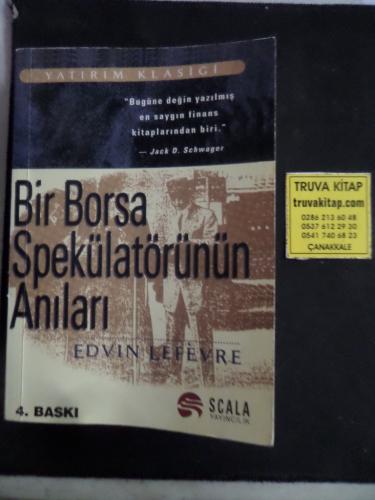 YATIRIM KLASİĞİ
"Bugüne değin yazılmış
en saygın finans
kitaplarından biri."
— Jack D. Schwager
Bir Borsa
Spekülatörünün
Anıları
EDVIN LEFÈVRE
4. BASKI
SCALA
YAYINCILIK
TRUVA KİTAP
truvakitap.com
0286 213 60 48
0537 612 29 30
0541 740 68 23
ÇANAKKALE